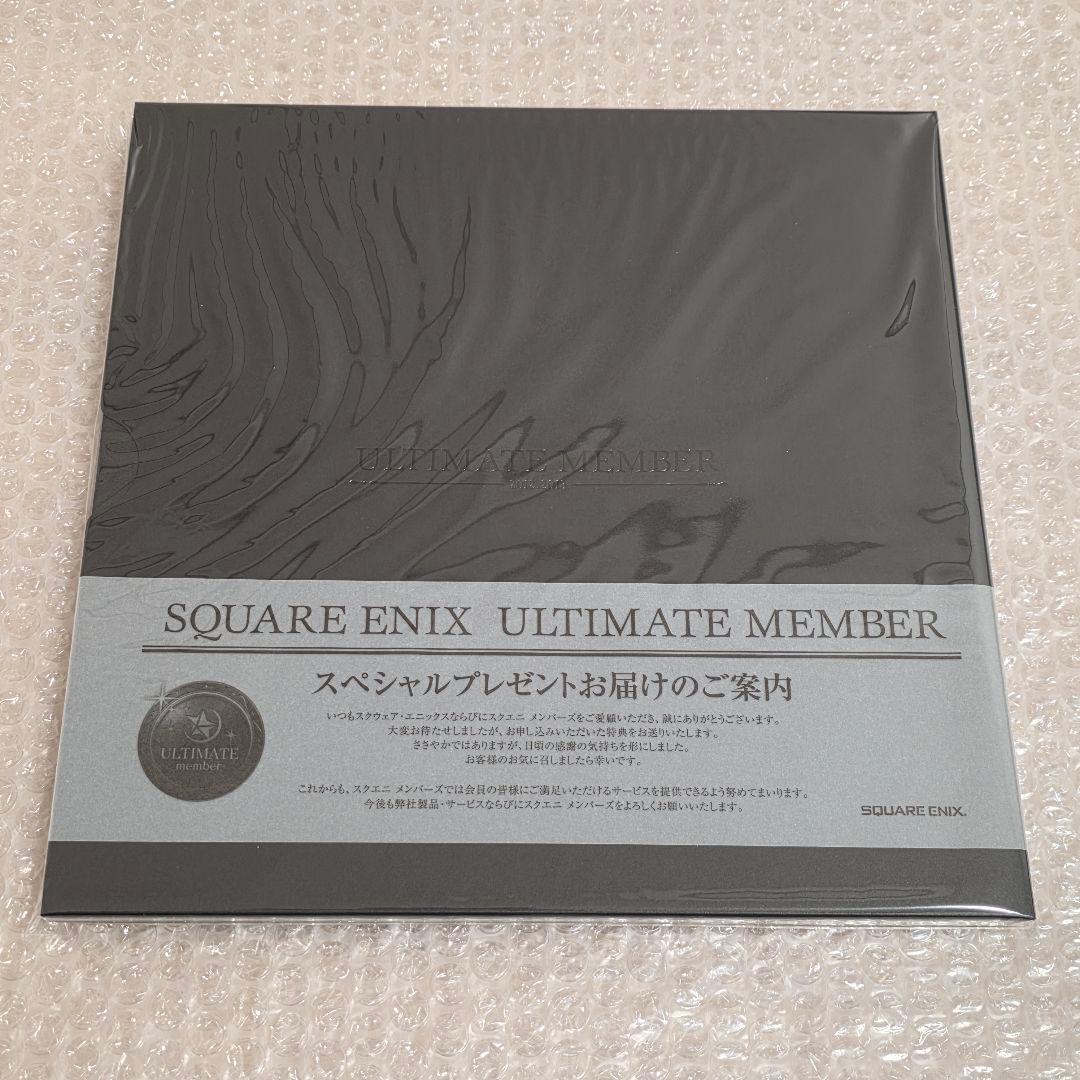 ULTIMATE MEMBER
SQUARE ENIX ULTIMATE MEMBER
スペシャルプレゼントお届けのご案内
いつもスクウェア・エニックスならびにスクエニ メンバーズをご愛顧いただき、誠にありがとうございます。
大変お待たせしましたが、お申し込みいただいた特典をお送りいたします。
ささやかではありますが、日頃の感謝の気持ちを形にしました。
お客様のお気に召しましたら幸いです。
ULTIMATE
member
これからも、スクエニ メンバーズでは会員の皆様にご満足いただけるサービスを提供できるよう努めてまいります。
今後も弊社製品・サービスならびにスクエニ メンバーズをよろしくお願いいたします。
SQUARE ENIX.